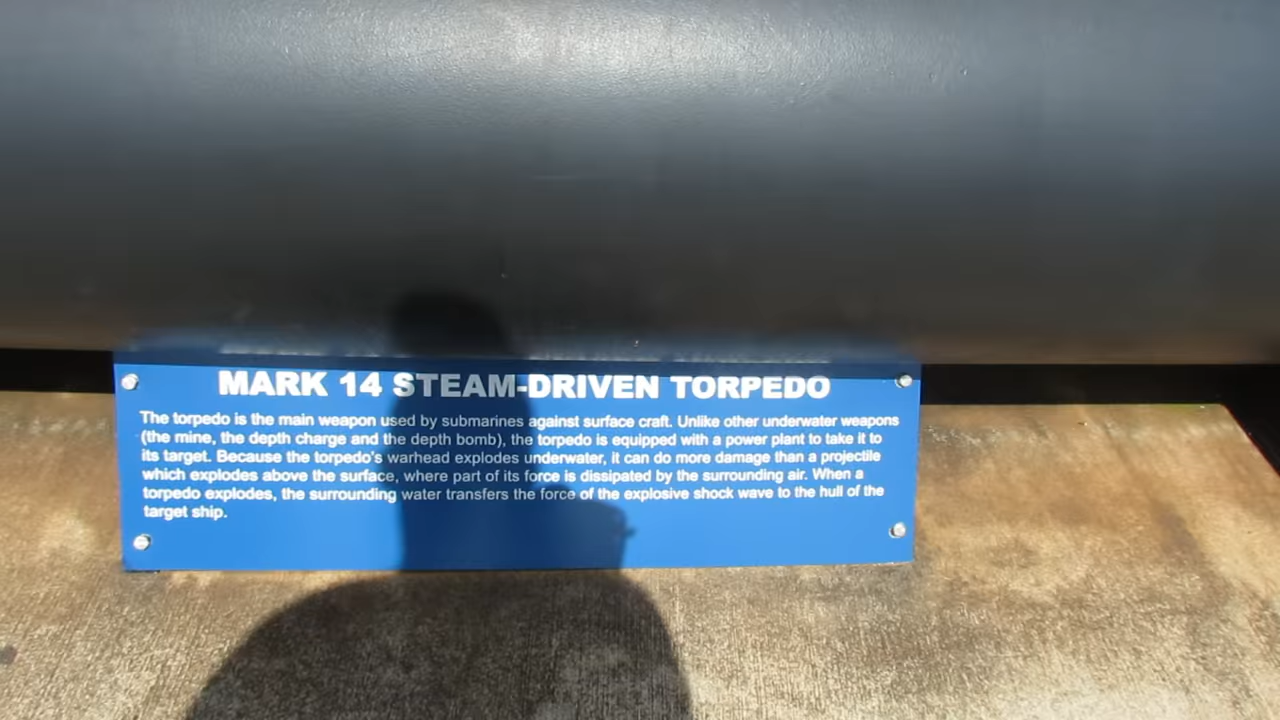 MARK 14 STEAM-DRIVEN TORPEDO
The torpedo is the main weapon used by submarines against surface craft. Unlike other underwater weapons
(the mine, the depth charge and the depth bomb), the torpedo is equipped with a power plant to take it to
its target. Because the torpedo's warhead explodes underwater, it can do more damage than a projectile
which explodes above the surface, where part of its force is dissipated by the surrounding air. When a
torpedo explodes, the surrounding water transfers the force of the explosive shock wave to the hull of the
target ship.